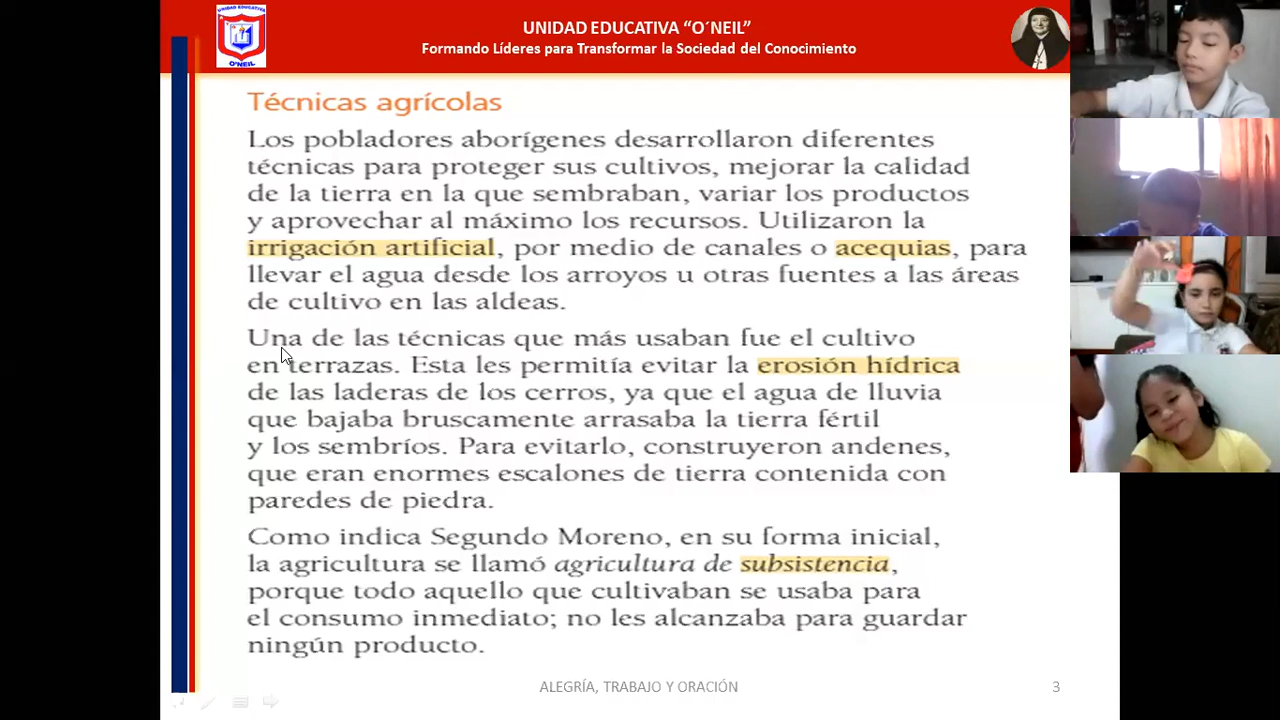 UNIDAD EDUCATIVA
O´NEIL
UNIDAD EDUCATIVA “O´NEIL”
Formando Líderes para Transformar la Sociedad del Conocimiento
Técnicas agrícolas
Los pobladores aborígenes desarrollaron diferentes
técnicas para proteger sus cultivos, mejorar la calidad
de la tierra en la que sembraban, variar los productos
y aprovechar al máximo los recursos. Utilizaron la
irrigación artificial, por medio de canales o acequias, para
llevar el agua desde los arroyos u otras fuentes a las áreas
de cultivo en las aldeas.
Una de las técnicas que más usaban fue el cultivo
en terrazas. Esta les permitía evitar la erosión hídrica
de las laderas de los cerros, ya que el agua de lluvia
que bajaba bruscamente arrasaba la tierra fértil
y los sembríos. Para evitarlo, construyeron andenes,
que eran enormes escalones de tierra contenida con
paredes de piedra.
Como indica Segundo Moreno, en su forma inicial,
la agricultura se llamó agricultura de subsistencia,
porque todo aquello que cultivaban se usaba para
el consumo inmediato; no les alcanzaba para guardar
ningún producto.
ALEGRÍA, TRABAJO Y ORACIÓN
3